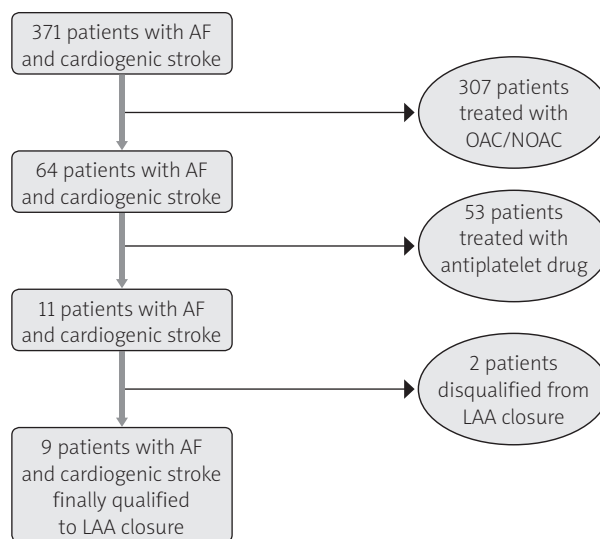 371 patients with AF
and cardiogenic stroke
307 patients
treated with
OAC/NOAC
64 patients with AF
and cardiogenic stroke
53 patients
treated with
antiplatelet drug
11 patients with AF
and cardiogenic stroke
2 patients
disqualified from
LAA closure
9 patients with AF
and cardiogenic stroke
finally qualified
to LAA closure